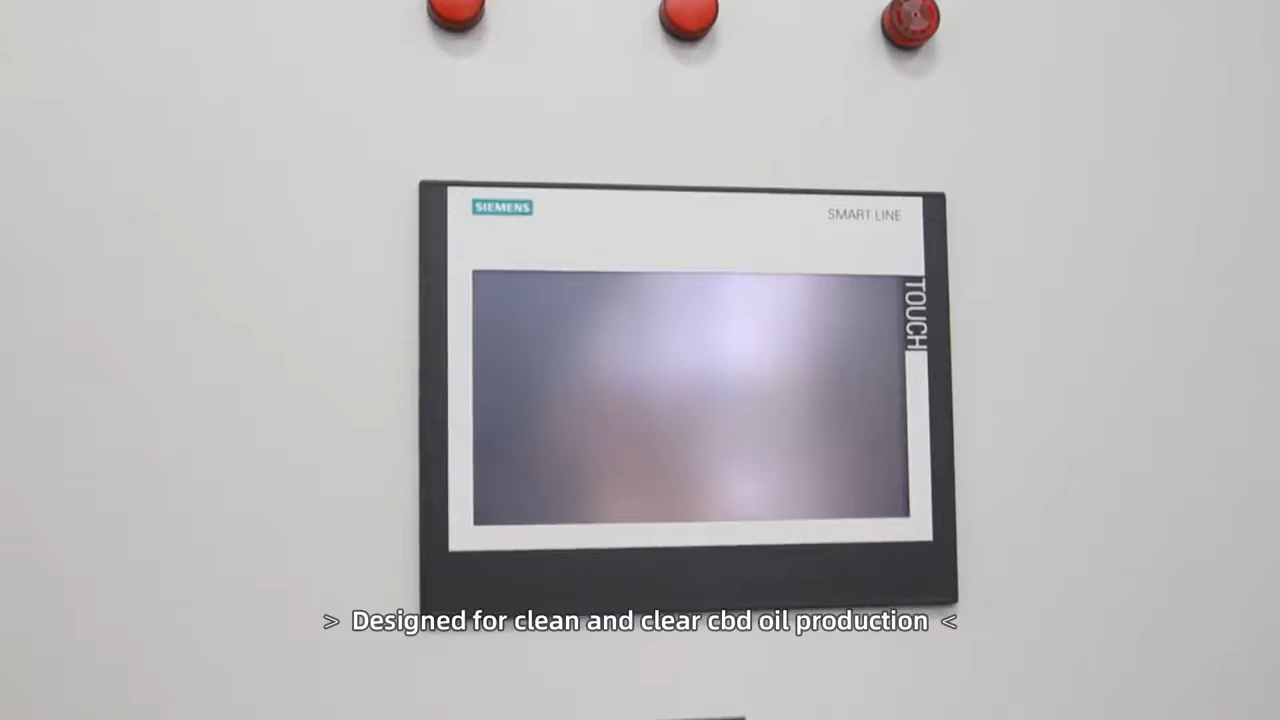 SIEMENS
SMART LINE
TOUCH
> Designed for clean and clear cbd oil production <